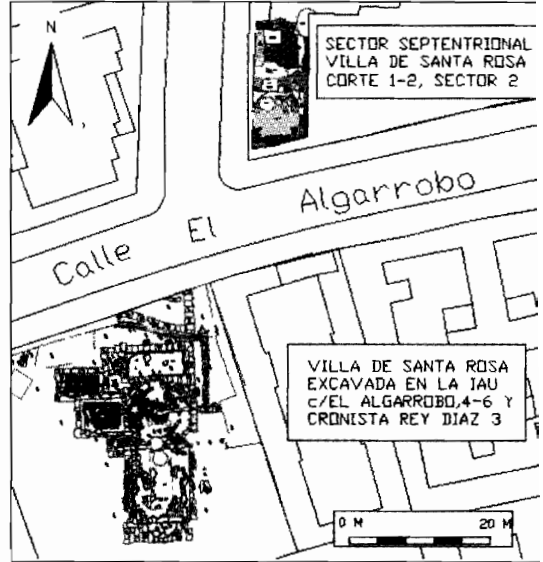 N
SECTOR SEPTENTRIONAL
VILLA DE SANTA ROSA
CORTE 1-2, SECTOR 2
Calle El Algarrobo
VILLA DE SANTA ROSA
EXCAVADA EN LA IAU
c/EL ALGARROBO,4-6 Y
CRONISTA REY DIAZ 3
0 M 20 M